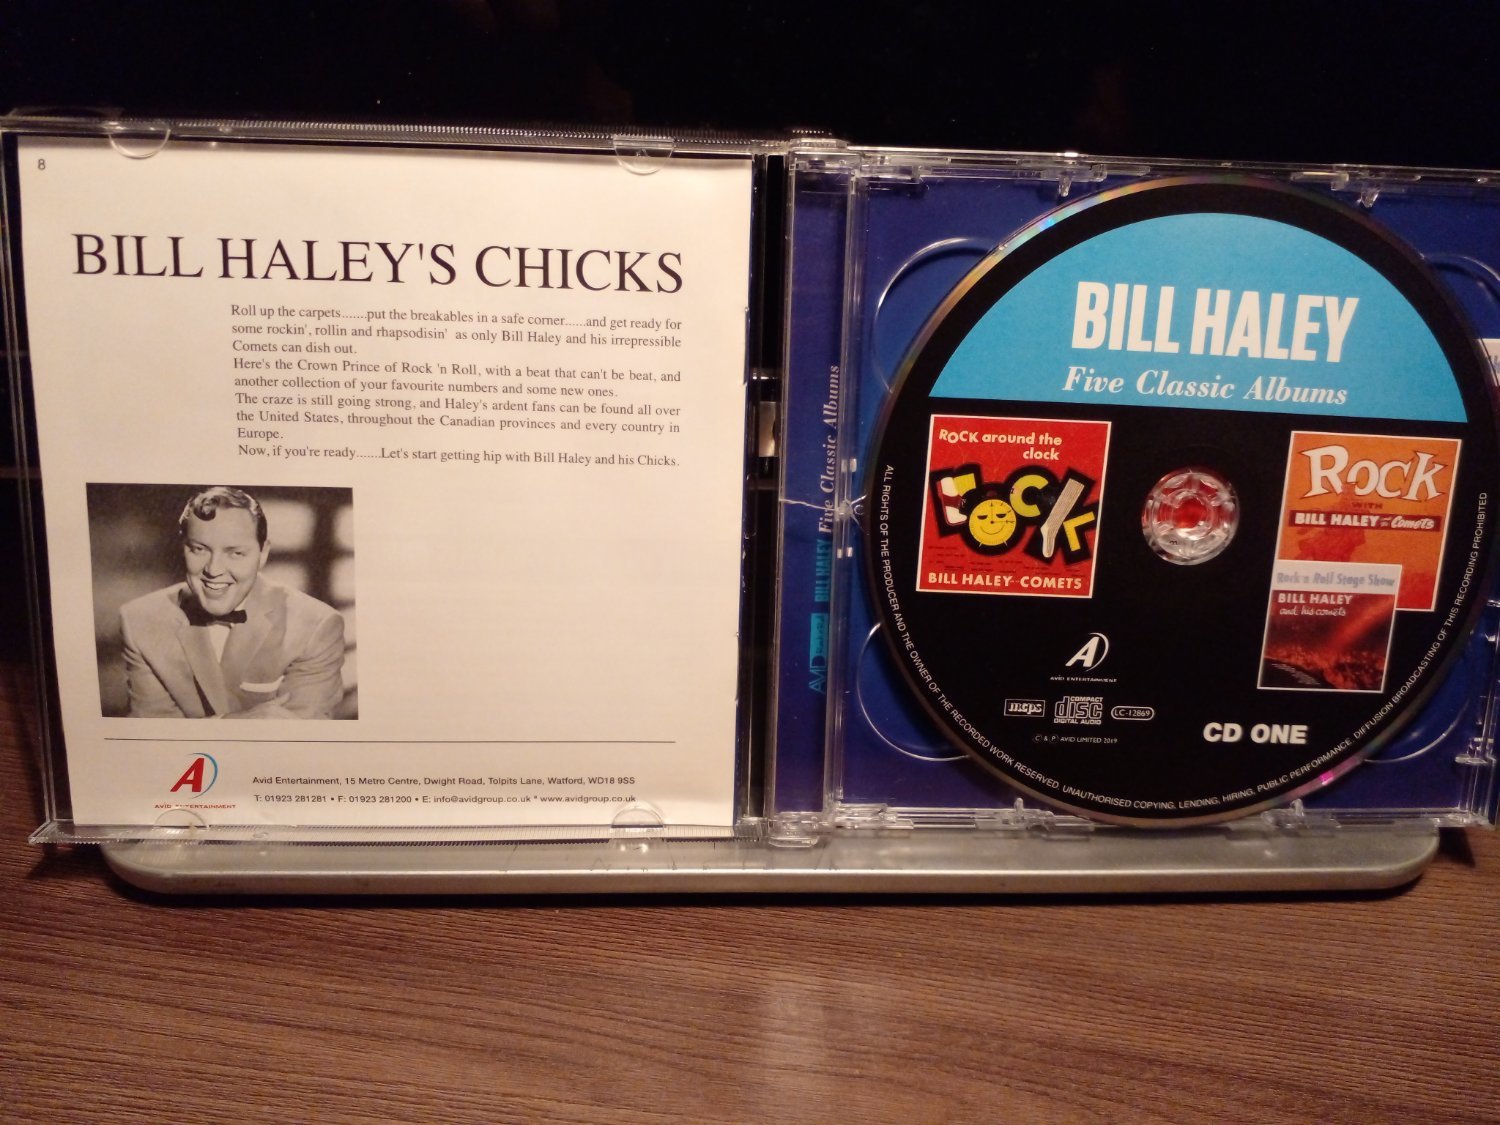 8
BILL HALEY'S CHICKS
Roll up the carpets.......put the breakables in a safe corner......and get ready for
some rockin', rollin and rhapsodisin' as only Bill Haley and his irrepressible
Comets can dish out.
Here's the Crown Prince of Rock 'n Roll, with a beat that can't be beat, and
another collection of your favourite numbers and some new ones.
The craze is still going strong, and Haley's ardent fans can be found all over
the United States, throughout the Canadian provinces and every country in
Europe.
Now, if you're ready.......Let's start getting hip with Bill Haley and his Chicks.
A
AVID ENTERTAINMENT
Avid Entertainment, 15 Metro Centre, Dwight Road, Tolpits Lane, Watford, WD18 9SS
T: 01923 281281 • F: 01923 281200 • E: info@avidgroup.co.uk * www.avidgroup.co.uk
AVID BILL HALEY Five Classic Albums
BILL HALEY
Five Classic Albums
ROCK around the
clock
ROCK
BILL HALEY COMETS
ROCK
WITH
BILL HALEY and the Comets
Rock'n Roll Stage Show
BILL HALEY
and his comets
A
AVID ENTERTAINMENT
mcps
COMPACT
disc
DIGITAL AUDIO
LC-12869
© & ℗ AVID LIMITED 2019
CD ONE
ALL RIGHTS OF THE PRODUCER AND THE OWNER OF THE RECORDED WORK RESERVED. UNAUTHORISED COPYING, LENDING, HIRING, PUBLIC PERFORMANCE, DIFFUSION BROADCASTING OF THIS RECORDING PROHIBITED